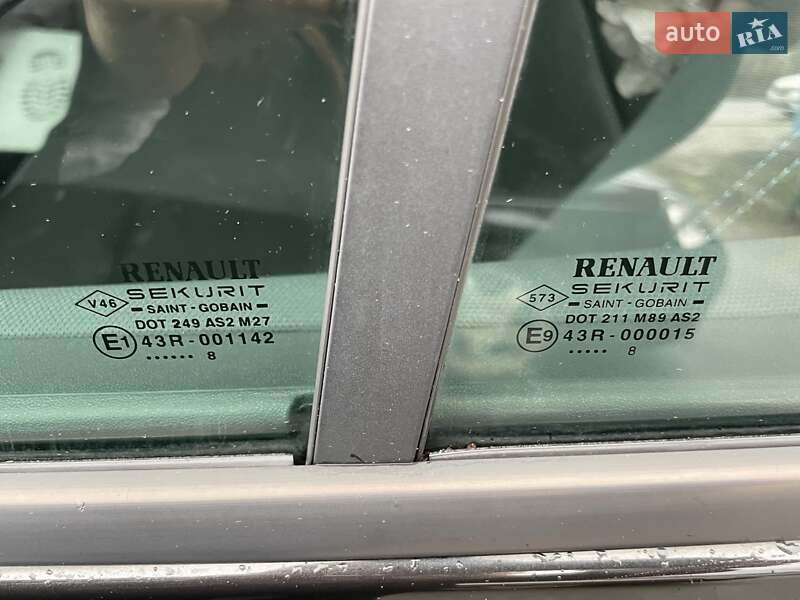 auto RIA
.com
RENAULT
V46
SEKURIT
SAINT - GOBAIN
DOT 249 AS2 M27
E1 43R-001142
...... 8
RENAULT
573
SEKURIT
SAINT - GOBAIN
DOT 211 M89 AS2
E9 43R-000015
...... 8